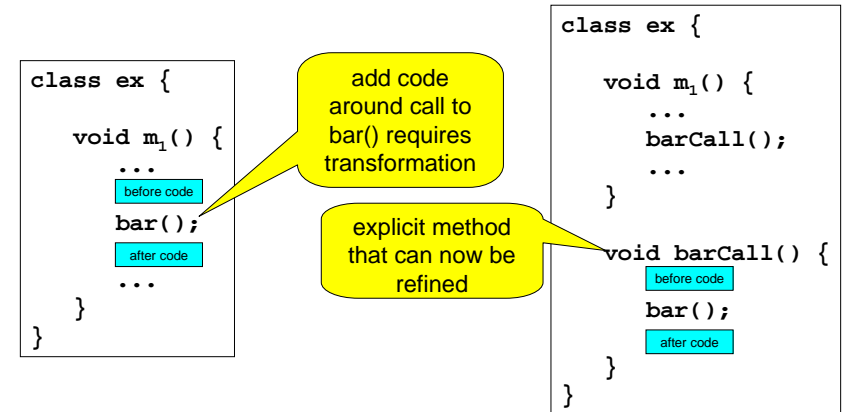 class ex {
void m₁() {
...
before code
bar();
after code
...
}
}
add code
around call to
bar() requires
transformation
explicit method
that can now be
refined
class ex {
void m₁() {
...
barCall();
...
}
void barCall() {
before code
bar();
after code
}
}